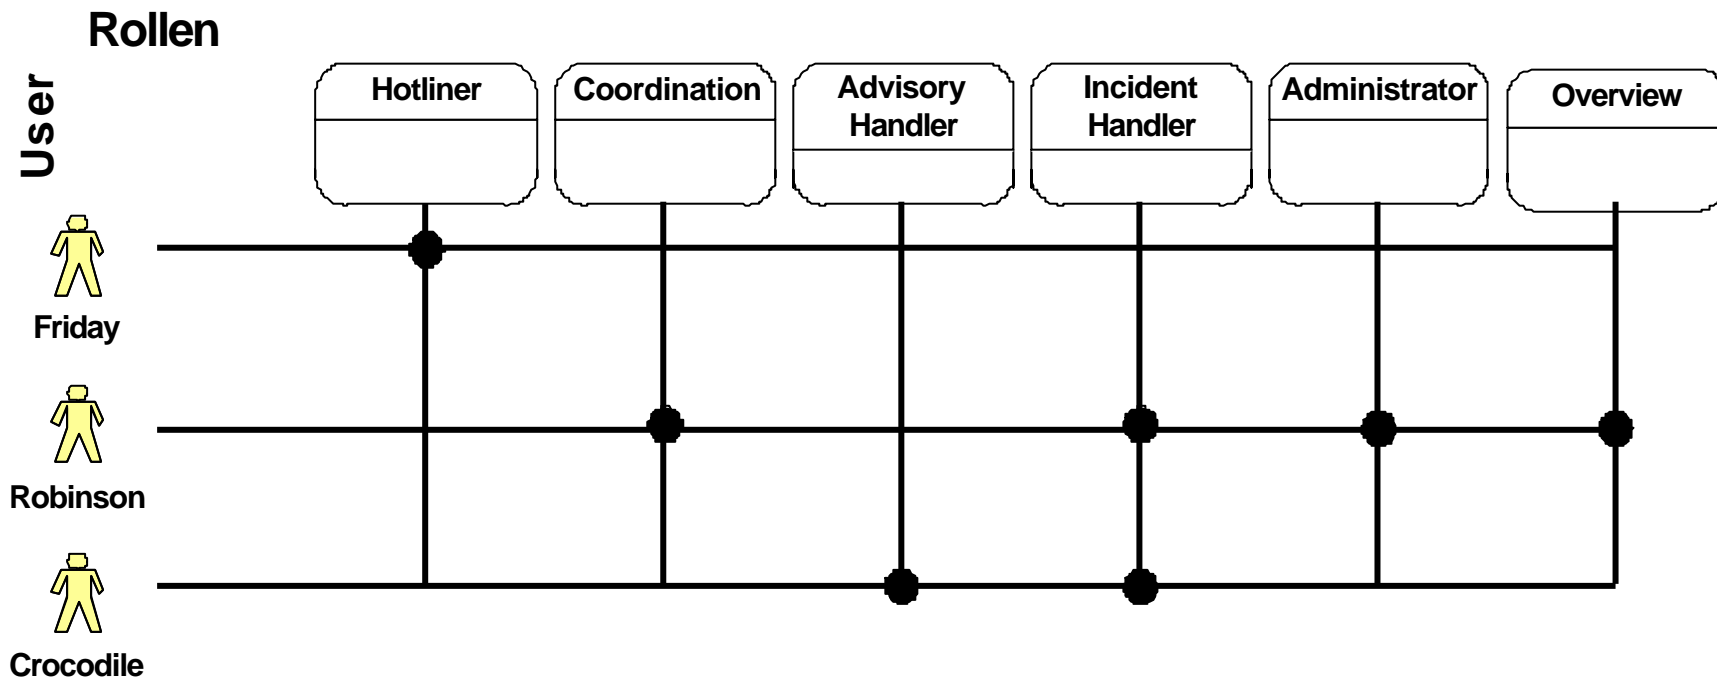 Rollen
User
Hotliner
Coordination
Advisory
Handler
Incident
Handler
Administrator
Overview
Friday
Robinson
Crocodile